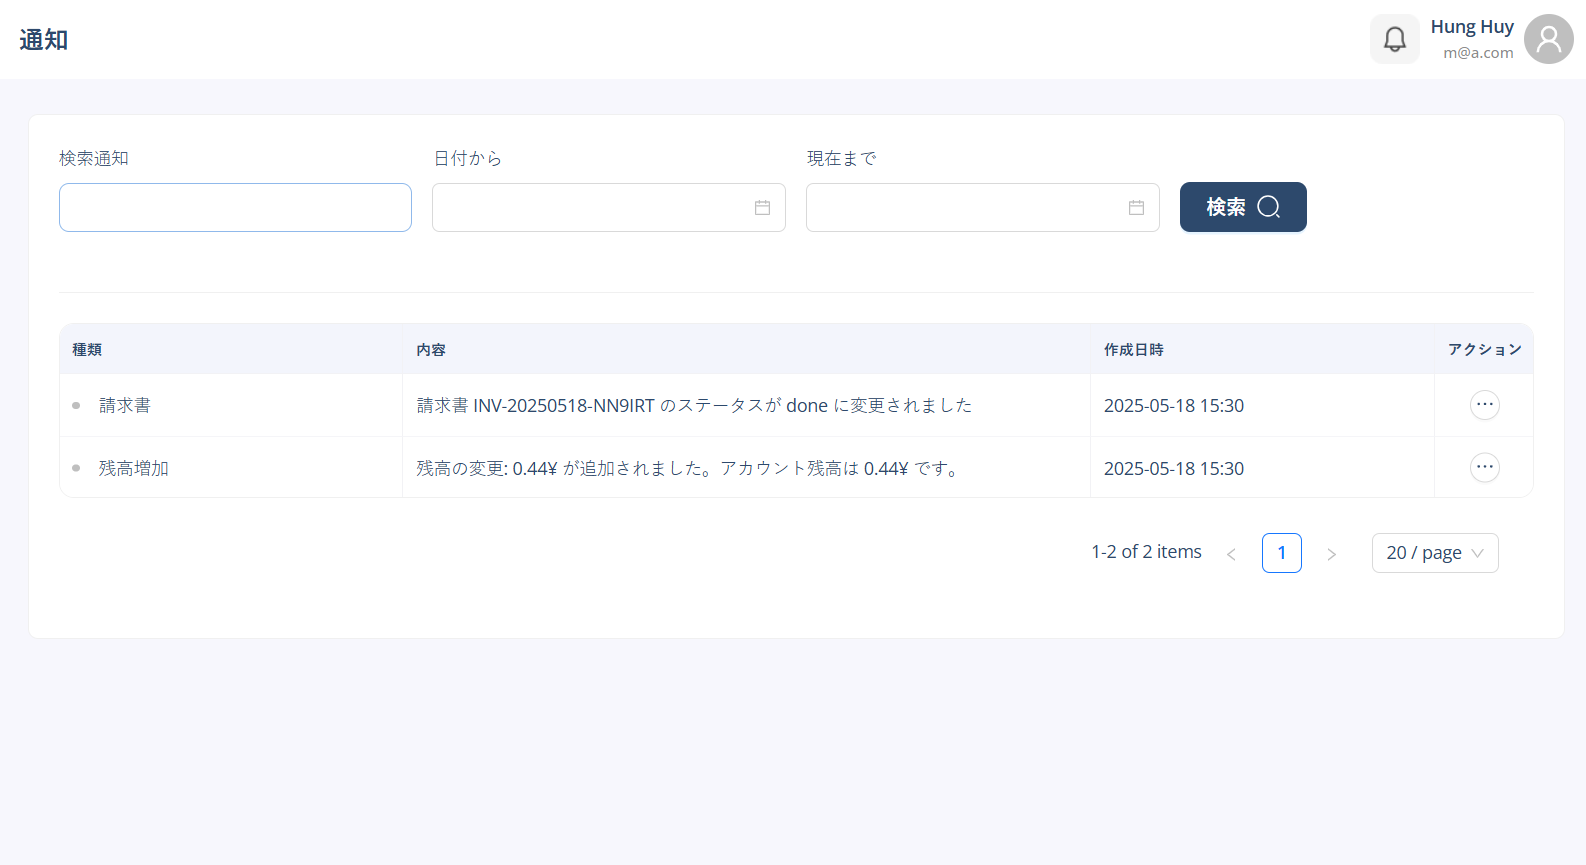 通知
Hung Huy
m@a.com
検索通知
日付から
現在まで
検索
種類 内容 作成日時 アクション
請求書 請求書 INV-20250518-NN9IRT のステータスが done に変更されました 2025-05-18 15:30
残高増加 残高の変更: 0.44¥ が追加されました。アカウント残高は 0.44¥ です。 2025-05-18 15:30
1-2 of 2 items < 1 > 20 / page